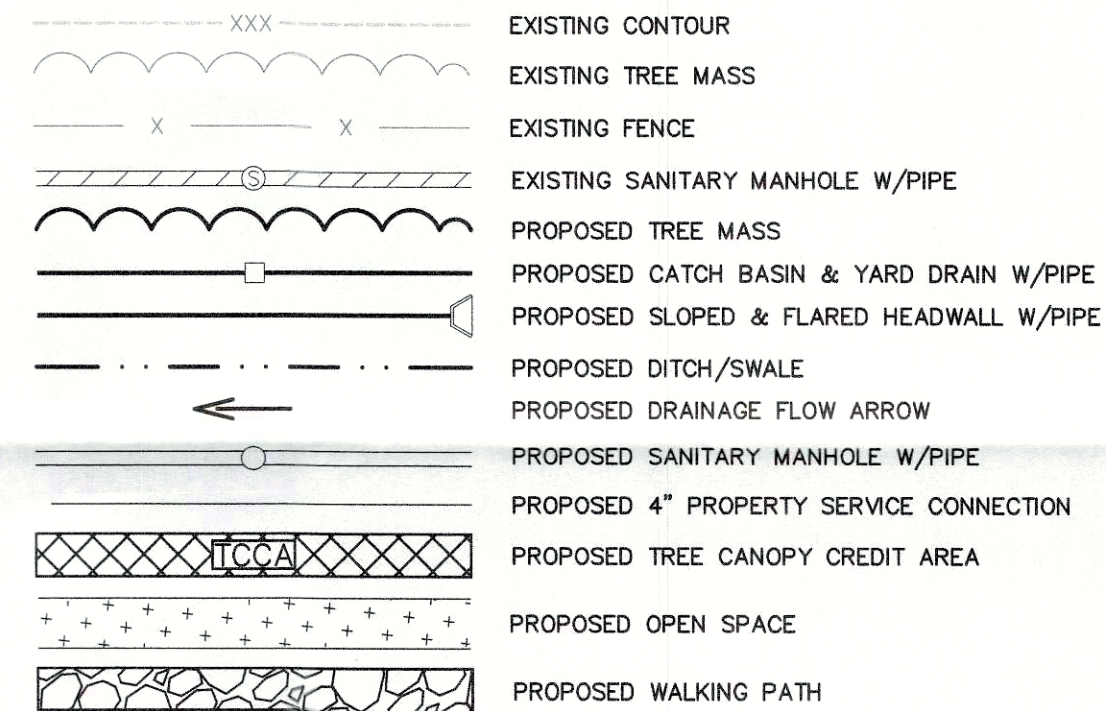 XXX EXISTING CONTOUR
EXISTING TREE MASS
X X EXISTING FENCE
S EXISTING SANITARY MANHOLE W/PIPE
PROPOSED TREE MASS
PROPOSED CATCH BASIN & YARD DRAIN W/PIPE
PROPOSED SLOPED & FLARED HEADWALL W/PIPE
PROPOSED DITCH/SWALE
PROPOSED DRAINAGE FLOW ARROW
PROPOSED SANITARY MANHOLE W/PIPE
PROPOSED 4" PROPERTY SERVICE CONNECTION
TCCA PROPOSED TREE CANOPY CREDIT AREA
PROPOSED OPEN SPACE
PROPOSED WALKING PATH